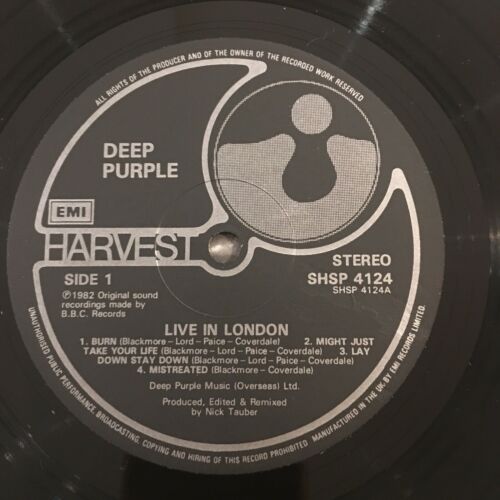 ALL RIGHTS OF THE PRODUCER AND OF THE OWNER OF THE RECORDED WORK RESERVED
DEEP
PURPLE
EMI
HARVEST
STEREO
SIDE 1
SHSP 4124
SHSP 4124A
℗1982 Original sound
recordings made by
B.B.C. Records
LIVE IN LONDON
1. BURN (Blackmore – Lord – Paice – Coverdale) 2. MIGHT JUST
TAKE YOUR LIFE (Blackmore – Lord – Paice – Coverdale) 3. LAY
DOWN STAY DOWN (Blackmore – Lord – Paice – Coverdale)
4. MISTREATED (Blackmore – Coverdale)
Deep Purple Music (Overseas) Ltd.
Produced, Edited & Remixed
by Nick Tauber
UNAUTHORISED PUBLIC PERFORMANCE, BROADCASTING, COPYING AND HIRING OF THIS RECORD PROHIBITED MANUFACTURED IN THE UK BY EMI RECORDS LIMITED.